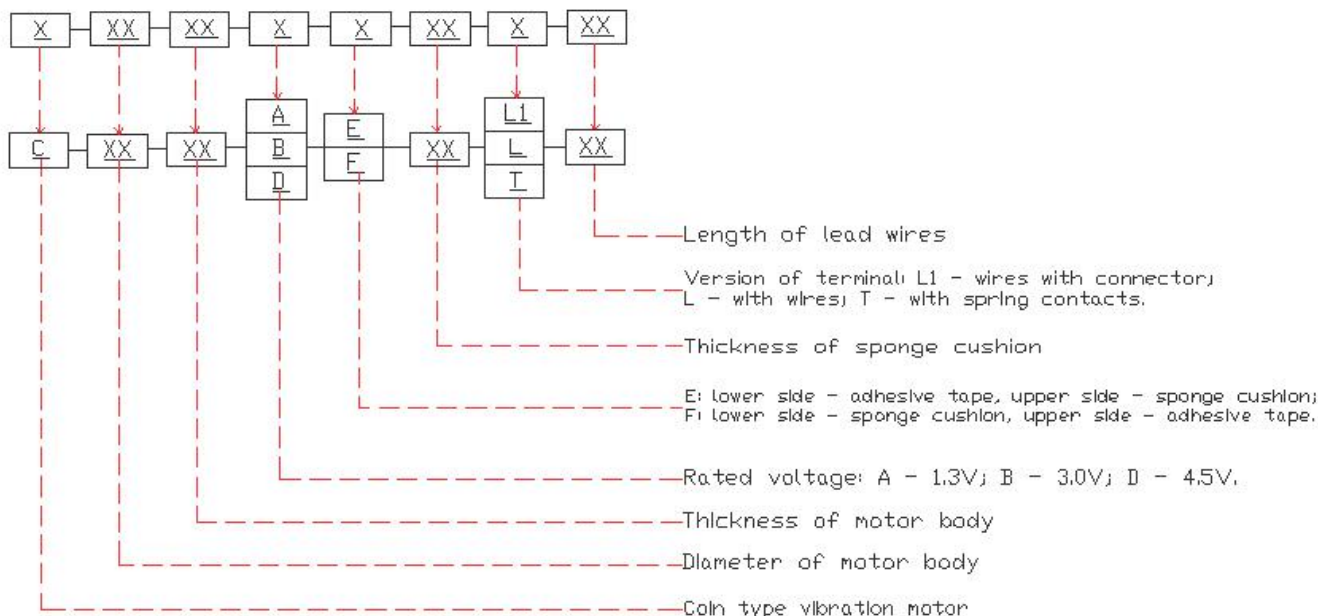 X XX XX X X XX X XX
A E L1
C XX XX B F XX L XX
D T
Length of lead wires
Version of terminal: L1 - wires with connector;
L - with wires; T - with spring contacts.
Thickness of sponge cushion
E: lower side - adhesive tape, upper side - sponge cushion;
F: lower side - sponge cushion, upper side - adhesive tape.
Rated voltage: A - 1.3V; B - 3.0V; D - 4.5V.
Thickness of motor body
Diameter of motor body
Coin type vibration motor